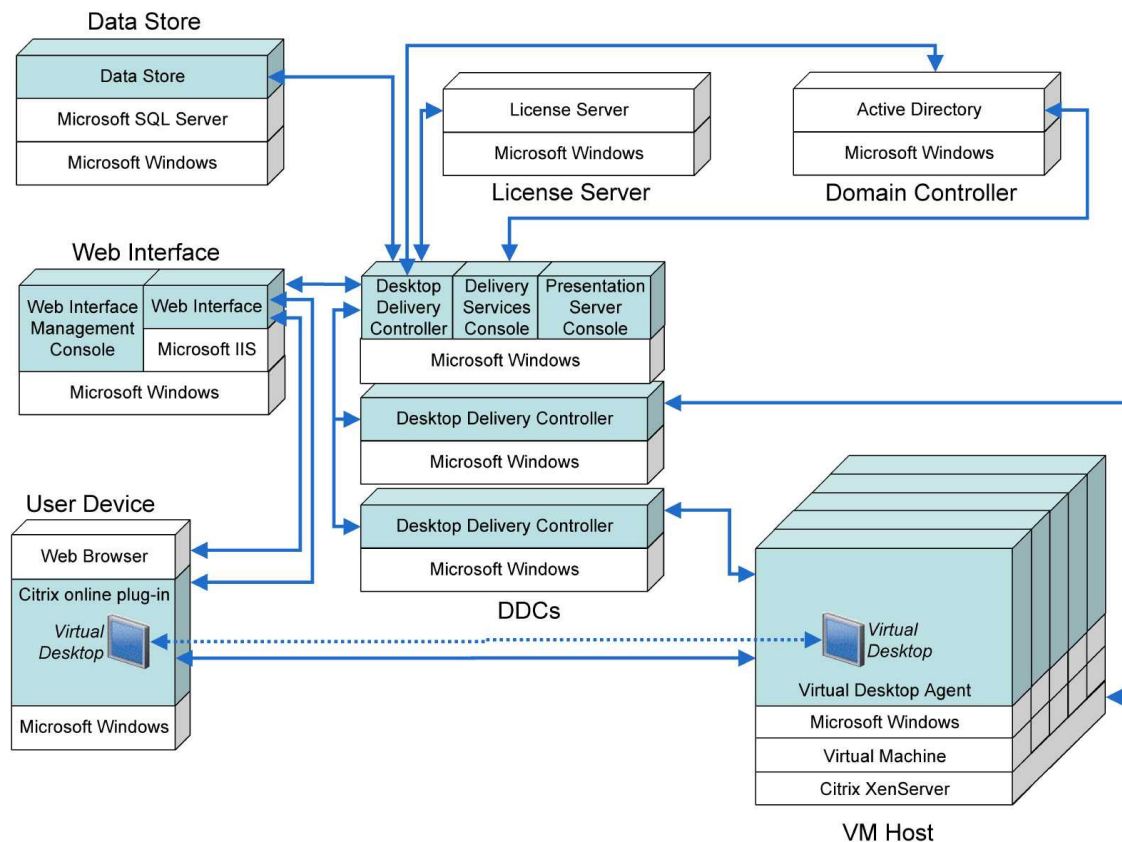 Data Store
Data Store
Microsoft SQL Server
Microsoft Windows
License Server
Microsoft Windows
License Server
Active Directory
Microsoft Windows
Domain Controller
Web Interface
Web Interface
Management
Console
Web Interface
Microsoft IIS
Microsoft Windows
Desktop
Delivery
Controller
Delivery
Services
Console
Presentation
Server
Console
Microsoft Windows
Desktop Delivery Controller
Microsoft Windows
Desktop Delivery Controller
Microsoft Windows
DDCs
User Device
Web Browser
Citrix online plug-in
Virtual
Desktop
Microsoft Windows
Virtual
Desktop
Virtual Desktop Agent
Microsoft Windows
Virtual Machine
Citrix XenServer
VM Host